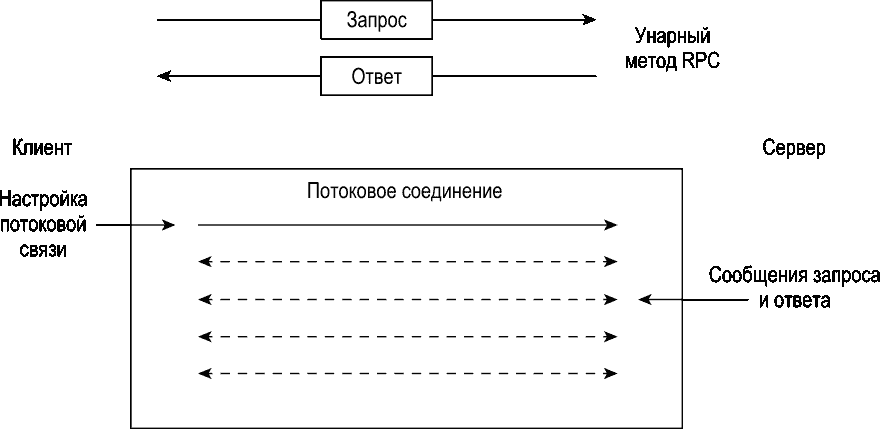 Запрос
Унарный
метод RPC
Ответ
Клиент
Сервер
Потоковое соединение
Настройка
потоковой
связи
Сообщения запроса
и ответа